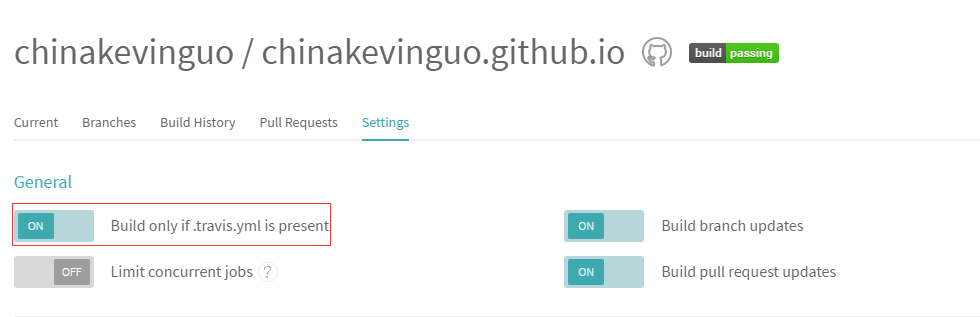 chinakevinguo / chinakevinguo.github.io build passing
Current Branches Build History Pull Requests Settings
General
ON Build only if .travis.yml is present ON Build branch updates
OFF Limit concurrent jobs ? ON Build pull request updates